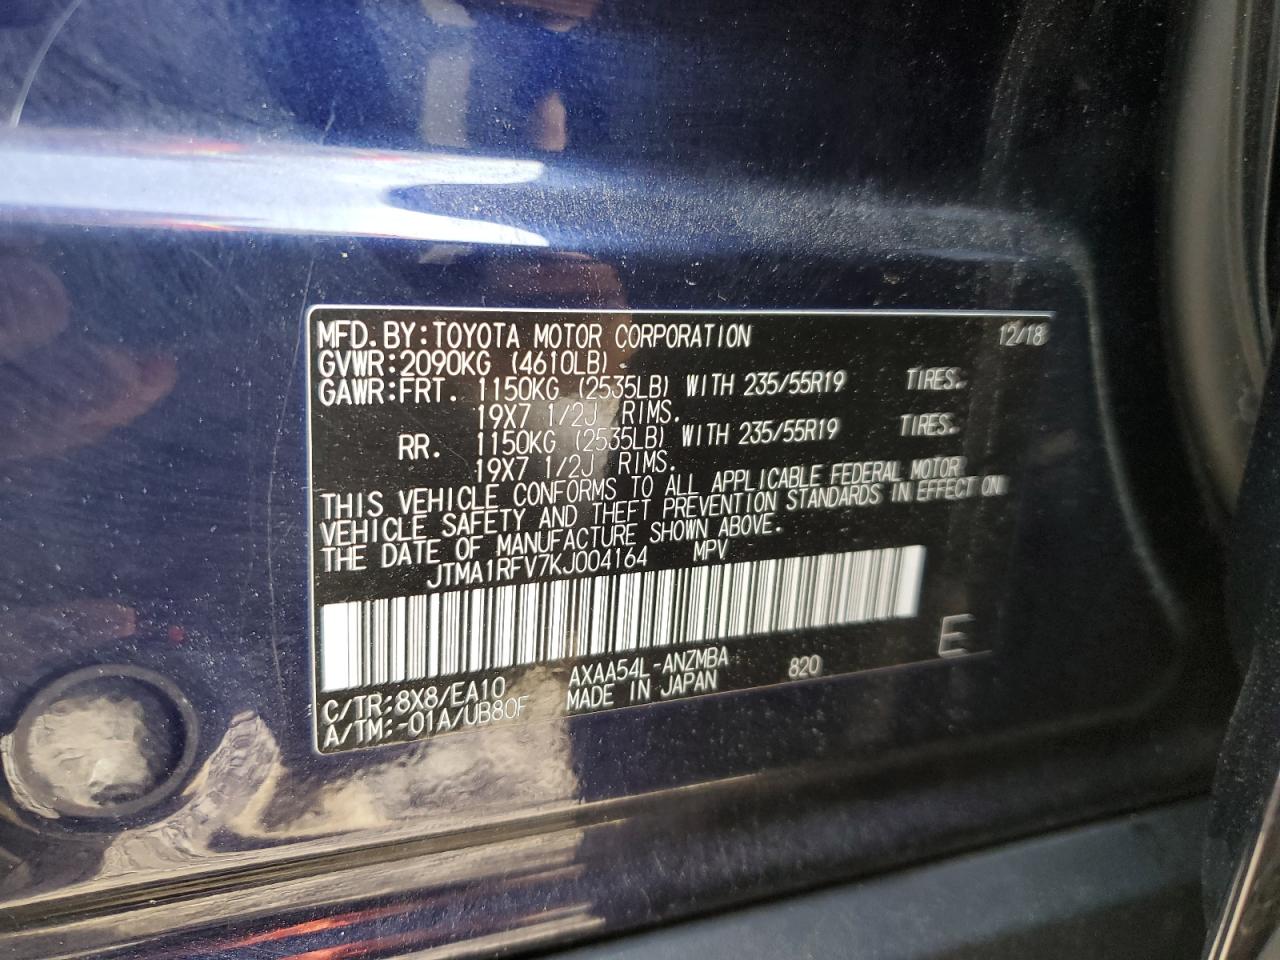 MFD.BY:TOYOTA MOTOR CORPORATION 12/18
GVWR:2090KG (4610LB)
GAWR:FRT. 1150KG (2535LB) WITH 235/55R19 TIRES.
19X7 1/2J RIMS.
RR. 1150KG (2535LB) WITH 235/55R19 TIRES.
19X7 1/2J RIMS.
THIS VEHICLE CONFORMS TO ALL APPLICABLE FEDERAL MOTOR
VEHICLE SAFETY AND THEFT PREVENTION STANDARDS IN EFFECT ON
THE DATE OF MANUFACTURE SHOWN ABOVE.
JTMA1RFV7KJ004164 MPV
E
C/TR:8X8/EA10 AXAA54L-ANZMBA 820
A/TM:-01A/UB80F MADE IN JAPAN